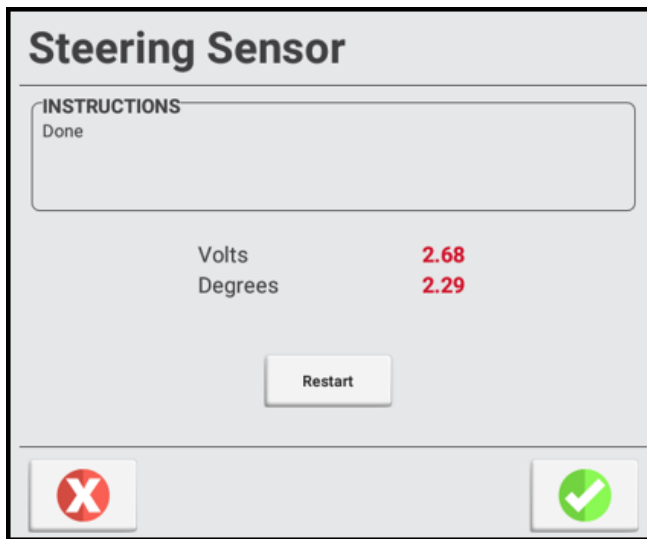 Steering Sensor
INSTRUCTIONS
Done
Volts 2.68
Degrees 2.29
Restart